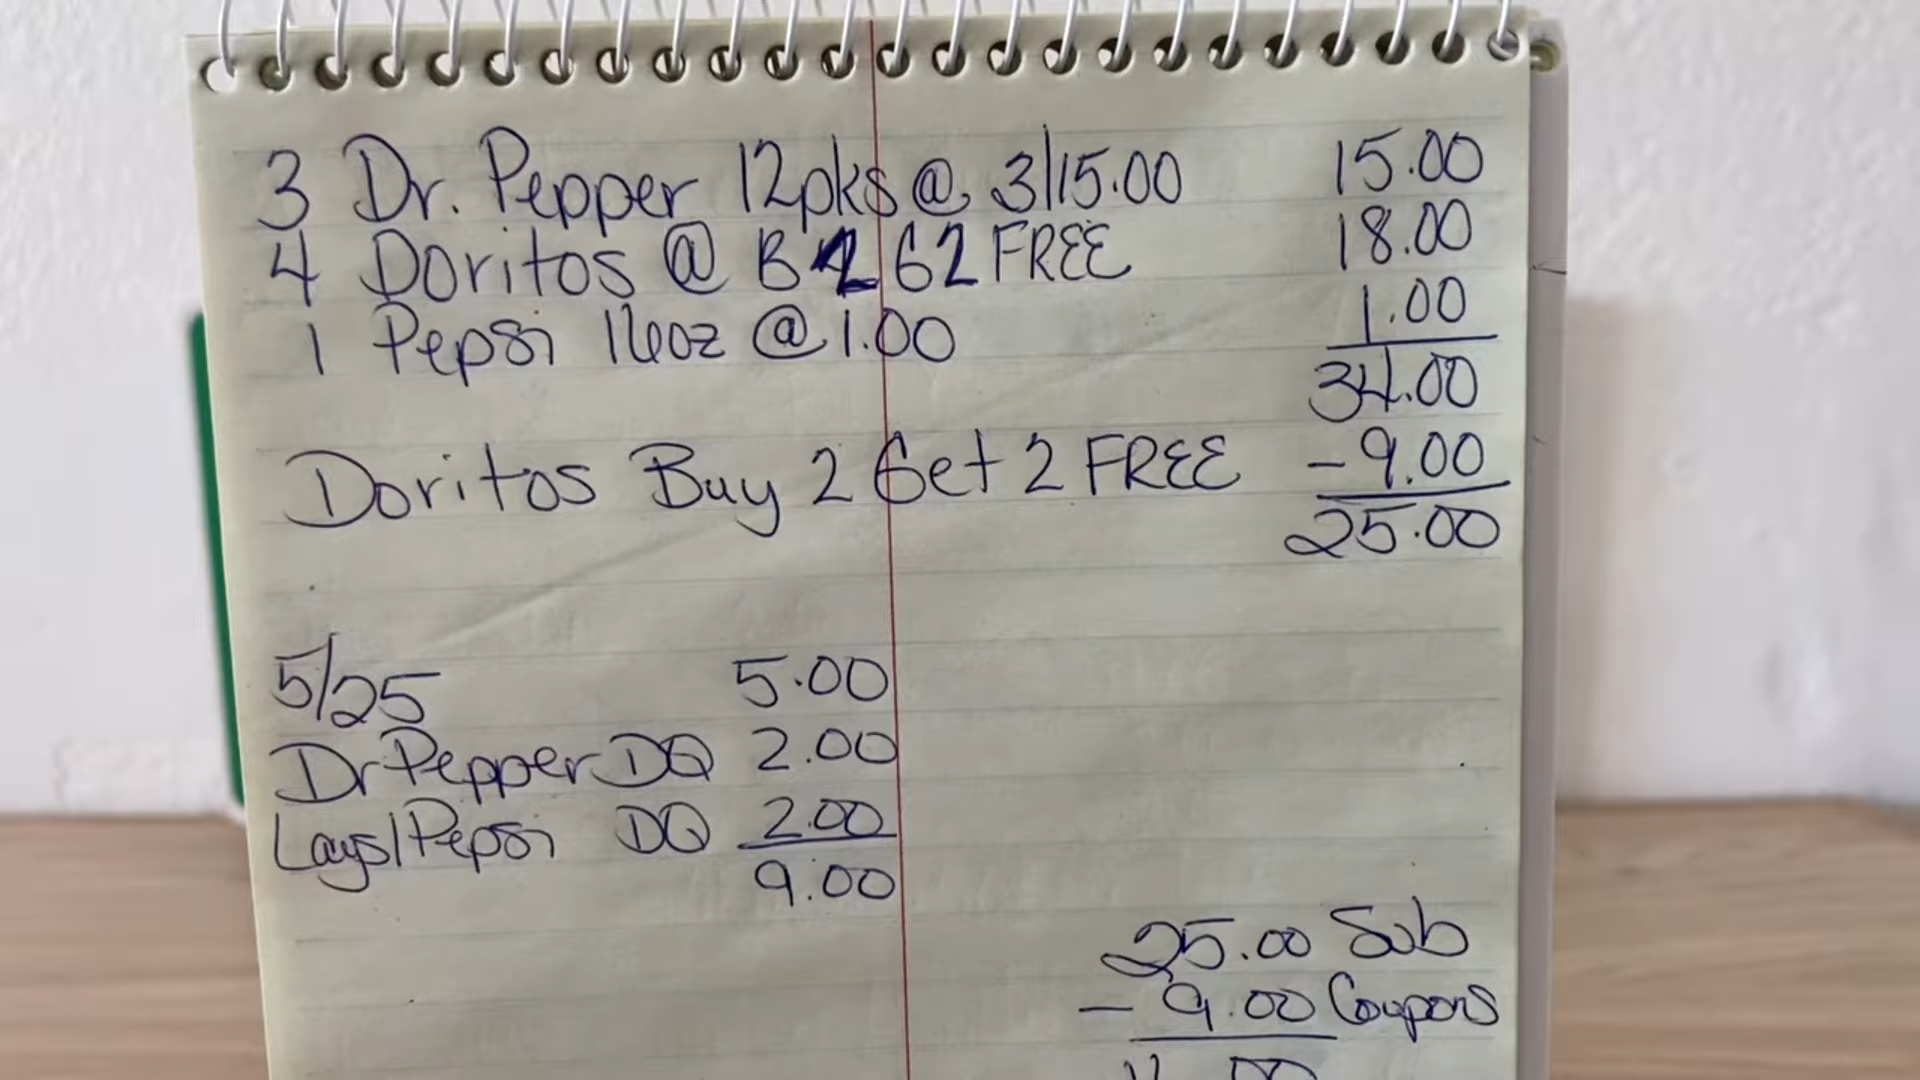 3 Dr. Pepper 12pks @ 3/15.00 15.00
4 Doritos @ B2 G2 FREE 18.00
1 Pepsi 16oz @ 1.00 1.00
34.00
Doritos Buy 2 Get 2 FREE - 9.00
25.00
5/25 5.00
Dr Pepper DQ 2.00
Lays/Pepsi DQ 2.00
9.00
25.00 Sub
- 9.00 Coupons